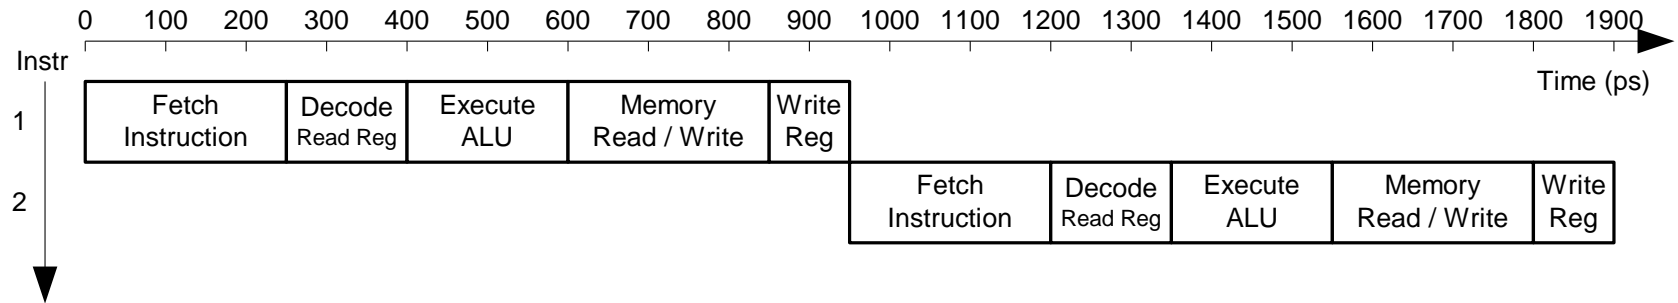 0 100 200 300 400 500 600 700 800 900 1000 1100 1200 1300 1400 1500 1600 1700 1800 1900
Instr
Time (ps)
1
Fetch
Instruction
Decode
Read Reg
Execute
ALU
Memory
Read / Write
Write
Reg
2
Fetch
Instruction
Decode
Read Reg
Execute
ALU
Memory
Read / Write
Write
Reg